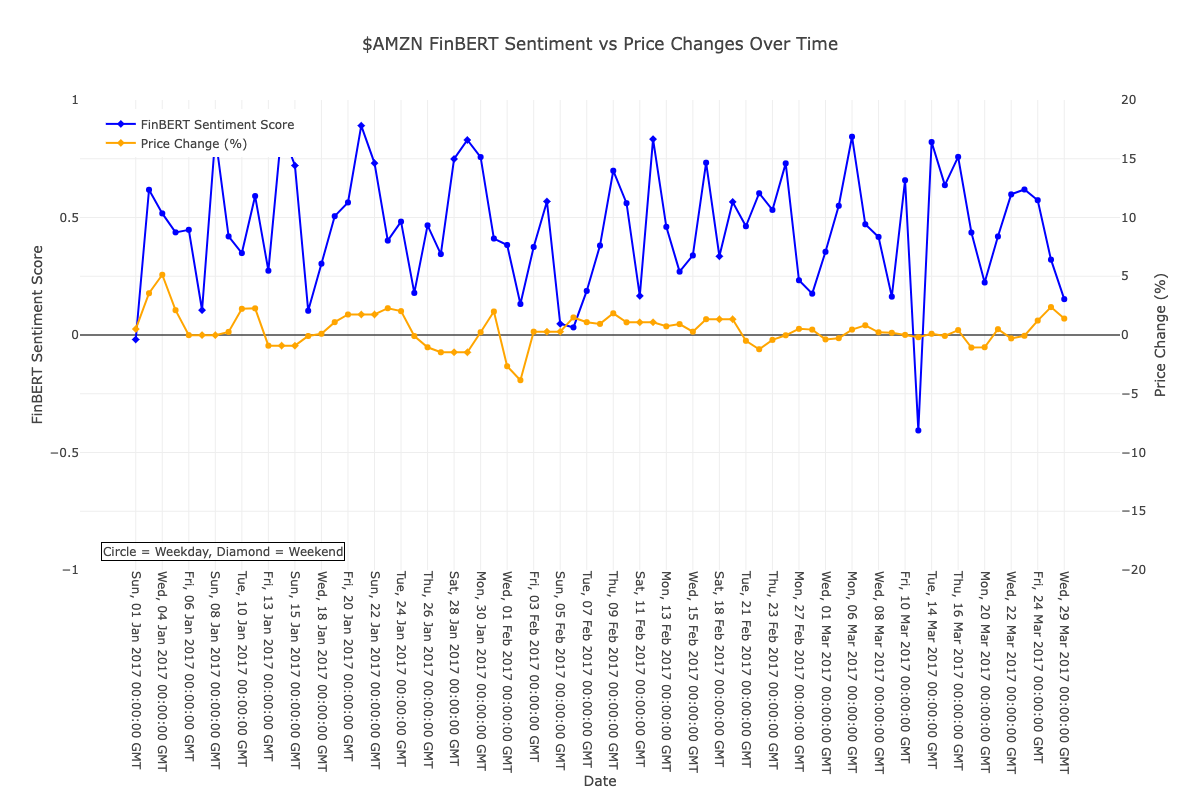 $AMZN FinBERT Sentiment vs Price Changes Over Time
FinBERT Sentiment Score
Price Change (%)
1
0.5
0
−0.5
−1
20
15
10
5
0
−5
−10
−15
−20
FinBERT Sentiment Score
Price Change (%)
Circle = Weekday, Diamond = Weekend
Sun, 01 Jan 2017 00:00:00 GMT
Wed, 04 Jan 2017 00:00:00 GMT
Fri, 06 Jan 2017 00:00:00 GMT
Sun, 08 Jan 2017 00:00:00 GMT
Tue, 10 Jan 2017 00:00:00 GMT
Fri, 13 Jan 2017 00:00:00 GMT
Sun, 15 Jan 2017 00:00:00 GMT
Wed, 18 Jan 2017 00:00:00 GMT
Fri, 20 Jan 2017 00:00:00 GMT
Sun, 22 Jan 2017 00:00:00 GMT
Tue, 24 Jan 2017 00:00:00 GMT
Thu, 26 Jan 2017 00:00:00 GMT
Sat, 28 Jan 2017 00:00:00 GMT
Mon, 30 Jan 2017 00:00:00 GMT
Wed, 01 Feb 2017 00:00:00 GMT
Fri, 03 Feb 2017 00:00:00 GMT
Sun, 05 Feb 2017 00:00:00 GMT
Tue, 07 Feb 2017 00:00:00 GMT
Thu, 09 Feb 2017 00:00:00 GMT
Sat, 11 Feb 2017 00:00:00 GMT
Mon, 13 Feb 2017 00:00:00 GMT
Wed, 15 Feb 2017 00:00:00 GMT
Sat, 18 Feb 2017 00:00:00 GMT
Tue, 21 Feb 2017 00:00:00 GMT
Thu, 23 Feb 2017 00:00:00 GMT
Mon, 27 Feb 2017 00:00:00 GMT
Wed, 01 Mar 2017 00:00:00 GMT
Mon, 06 Mar 2017 00:00:00 GMT
Wed, 08 Mar 2017 00:00:00 GMT
Fri, 10 Mar 2017 00:00:00 GMT
Tue, 14 Mar 2017 00:00:00 GMT
Thu, 16 Mar 2017 00:00:00 GMT
Mon, 20 Mar 2017 00:00:00 GMT
Wed, 22 Mar 2017 00:00:00 GMT
Fri, 24 Mar 2017 00:00:00 GMT
Wed, 29 Mar 2017 00:00:00 GMT
Date